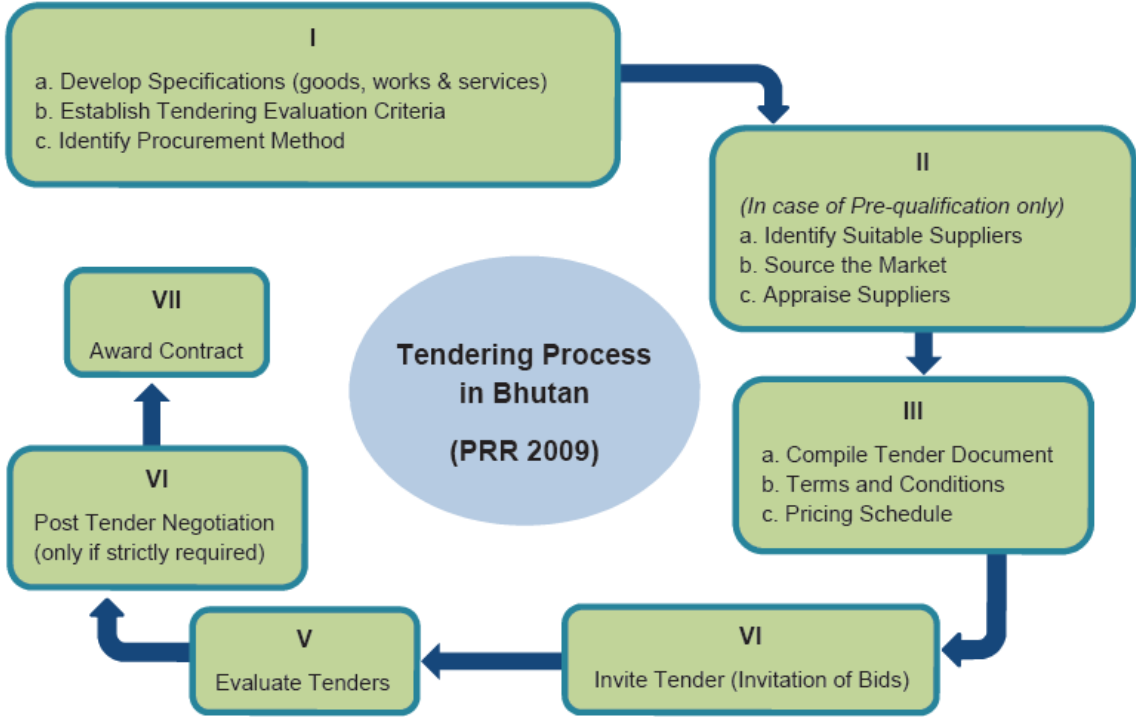 I
a. Develop Specifications (goods, works & services)
b. Establish Tendering Evaluation Criteria
c. Identify Procurement Method
II
(In case of Pre-qualification only)
a. Identify Suitable Suppliers
b. Source the Market
c. Appraise Suppliers
III
a. Compile Tender Document
b. Terms and Conditions
c. Pricing Schedule
VI
Invite Tender (Invitation of Bids)
V
Evaluate Tenders
VI
Post Tender Negotiation
(only if strictly required)
VII
Award Contract
Tendering Process
in Bhutan
(PRR 2009)